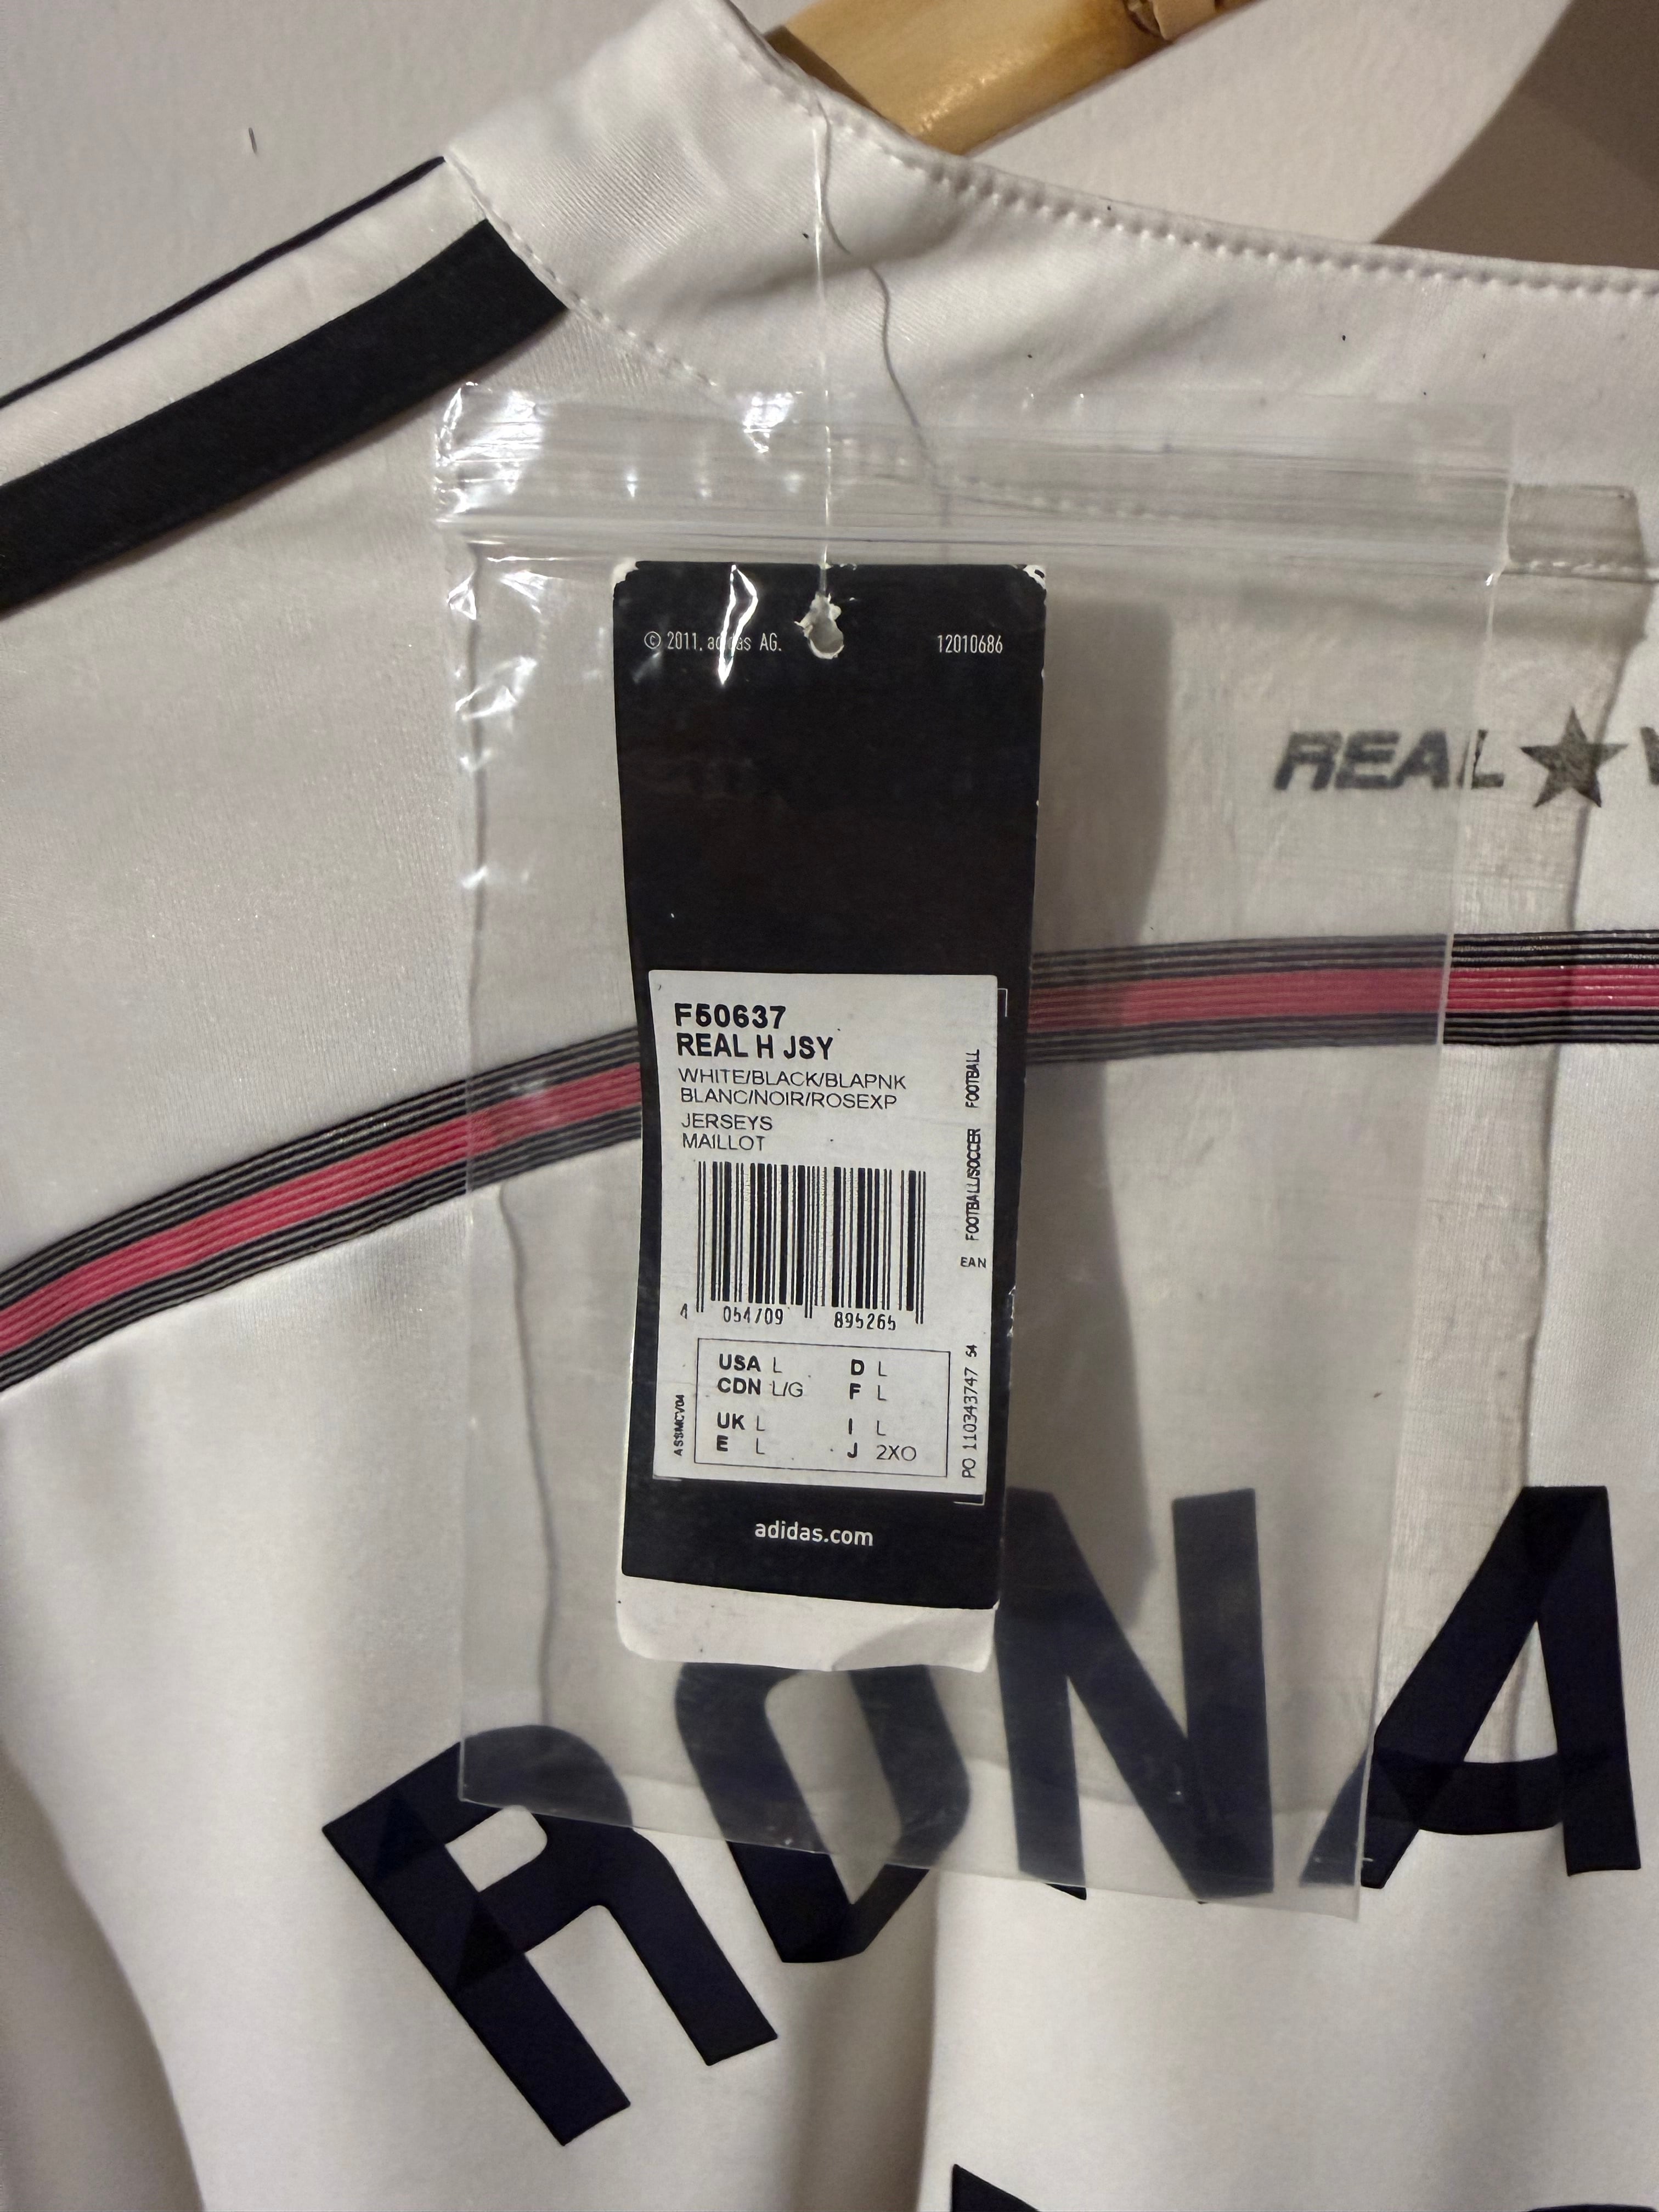 © 2011. adidas AG.
12010686
REAL★
F50637
REAL H JSY
WHITE/BLACK/BLAPNK
BLANC/NOIR/ROSEXP
JERSEYS
MAILLOT
FOOTBALL/SOCCER FOOTBALL
EAN
4 054709 895265
USA L D L
CDN L/G F L
UK L I L
E L J 2XO
ASSMCV04
PO 110343747 54
adidas.com
RONA